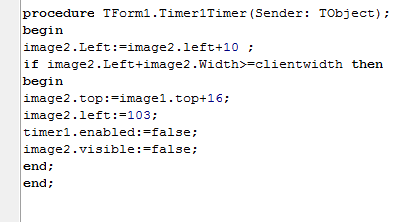 procedure TForm1.Timer1Timer(Sender: TObject);
begin
image2.Left:=image2.left+10 ;
if image2.Left+image2.Width>=clientwidth then
begin
image2.top:=image1.top+16;
image2.left:=103;
timer1.enabled:=false;
image2.visible:=false;
end;
end;